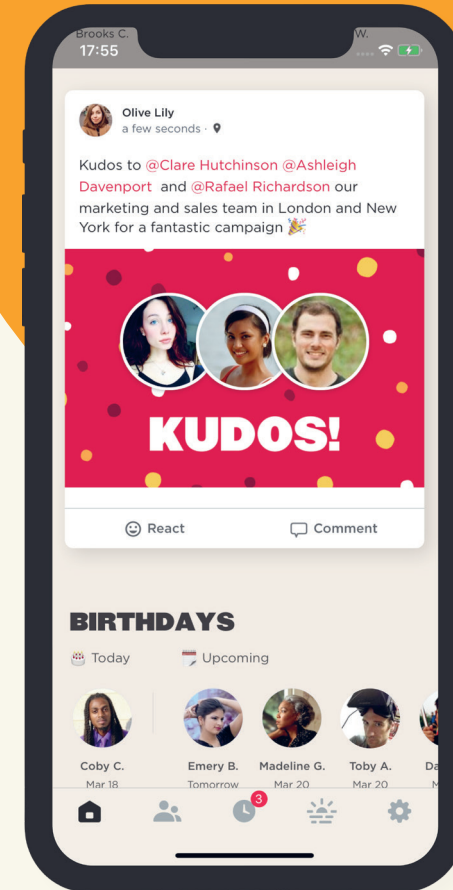 Brooks C.
W.
17:55
Olive Lily
a few seconds ·
Kudos to @Clare Hutchinson @Ashleigh
Davenport and @Rafael Richardson our
marketing and sales team in London and New
York for a fantastic campaign 🎉
KUDOS!
React
Comment
BIRTHDAYS
Today
Upcoming
Coby C.
Emery B.
Madeline G.
Toby A.
Da
Mar 18
Tomorrow
Mar 20
Mar 20
3